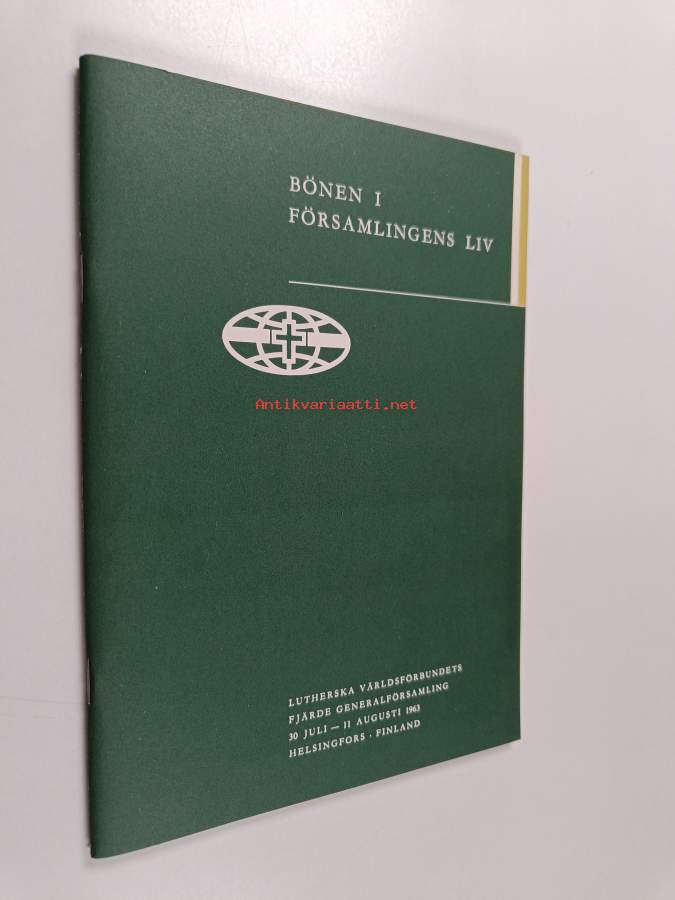 BÖNEN I
FÖRSAMLINGENS LIV
Antikvariaatti.net
LUTHERSKA VÄRLDSFÖRBUNDETS
FJÄRDE GENERALFÖRSAMLING
30 JULI — 11 AUGUSTI 1963
HELSINGFORS · FINLAND